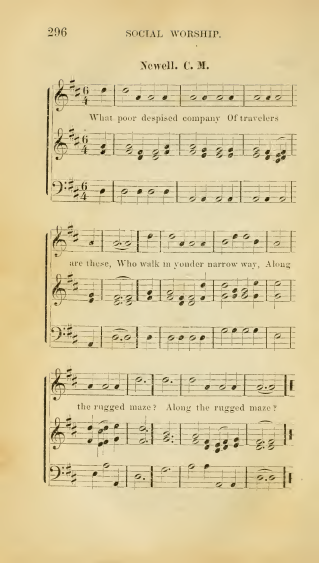 296 SOCIAL WORSHIP.
Newell. C. M.
What poor despised company Of travelers
are these, Who walk in yonder narrow way, Along
the rugged maze? Along the rugged maze?